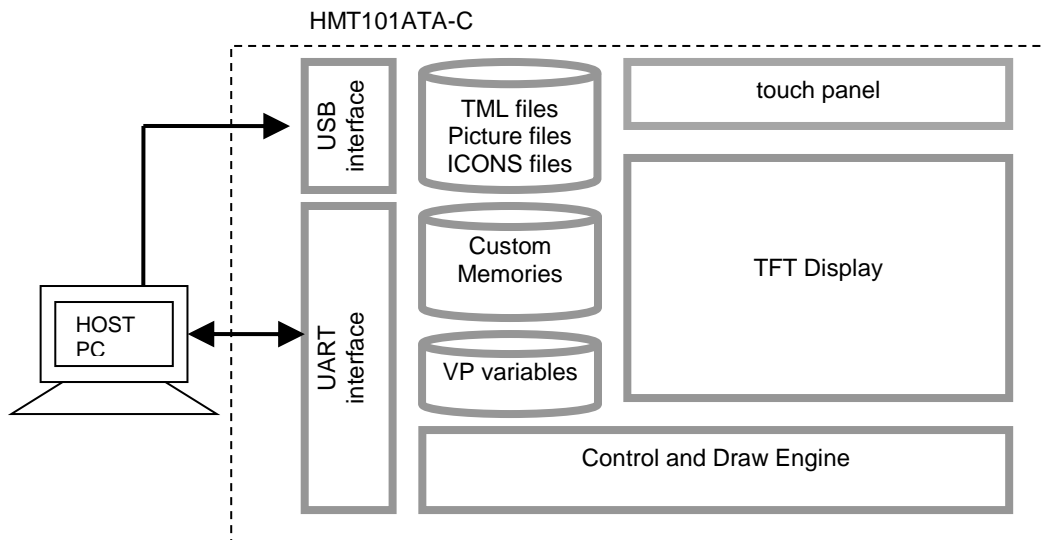 HMT101ATA-C
USB
interface
TML files
Picture files
ICONS files
touch panel
UART
interface
Custom
Memories
TFT Display
HOST
PC
VP variables
Control and Draw Engine